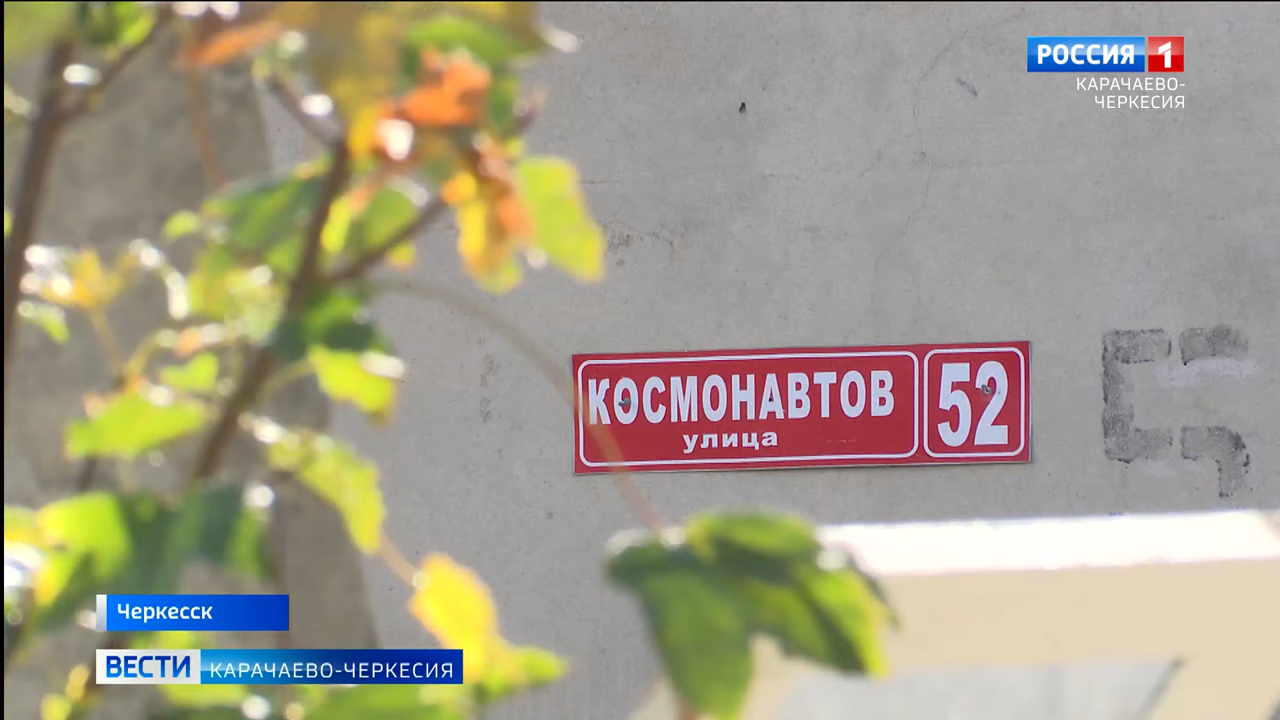 РОССИЯ 1
КАРАЧАЕВО-
ЧЕРКЕСИЯ
КОСМОНАВТОВ 52
улица
Черкесск
ВЕСТИ КАРАЧАЕВО-ЧЕРКЕСИЯ